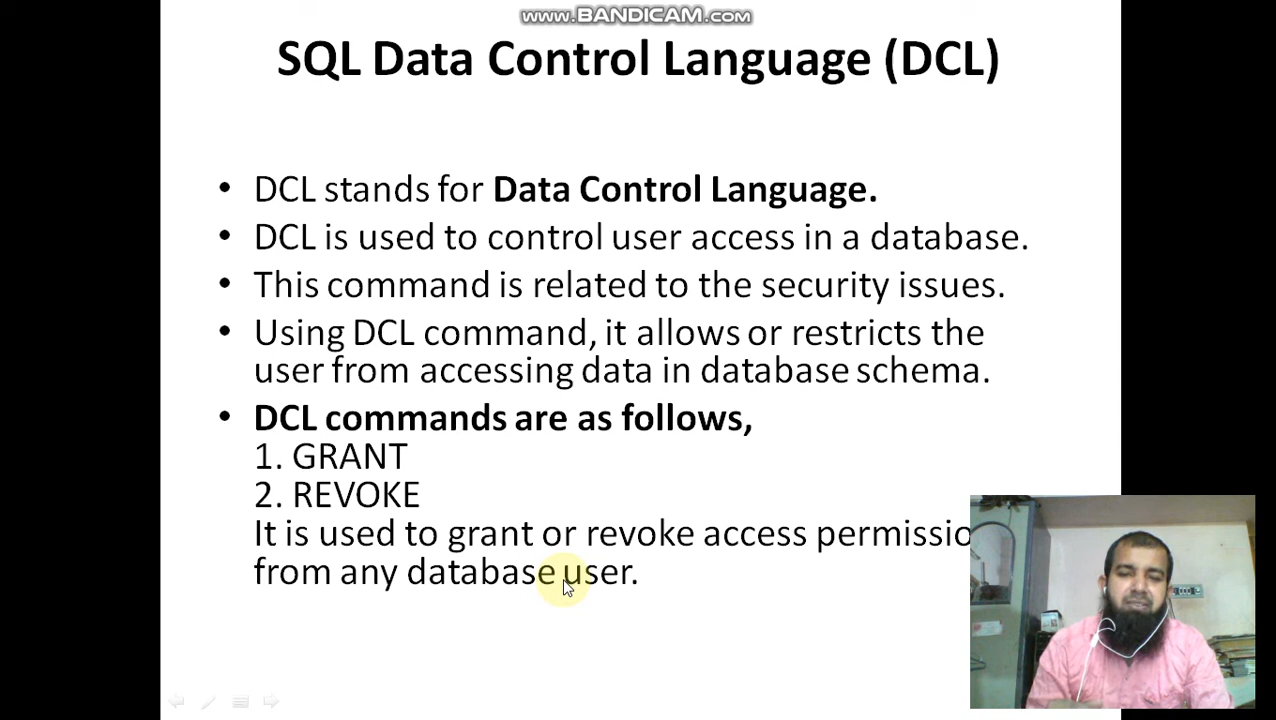 www.BANDICAM.com
SQL Data Control Language (DCL)
• DCL stands for Data Control Language.
• DCL is used to control user access in a database.
• This command is related to the security issues.
• Using DCL command, it allows or restricts the
user from accessing data in database schema.
• DCL commands are as follows,
1. GRANT
2. REVOKE
It is used to grant or revoke access permissio
from any database user.